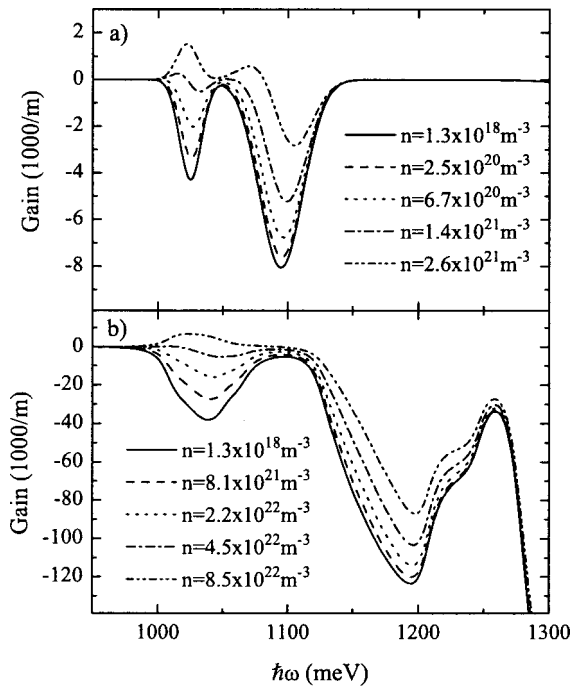 a)
2
0
-2
-4
-6
-8
Gain (1000/m)
n=1.3x10¹⁸m⁻³
n=2.5x10²⁰m⁻³
n=6.7x10²⁰m⁻³
n=1.4x10²¹m⁻³
n=2.6x10²¹m⁻³
b)
0
-20
-40
-60
-80
-100
-120
Gain (1000/m)
n=1.3x10¹⁸m⁻³
n=8.1x10²¹m⁻³
n=2.2x10²²m⁻³
n=4.5x10²²m⁻³
n=8.5x10²²m⁻³
1000 1100 1200 1300
ℏω (meV)